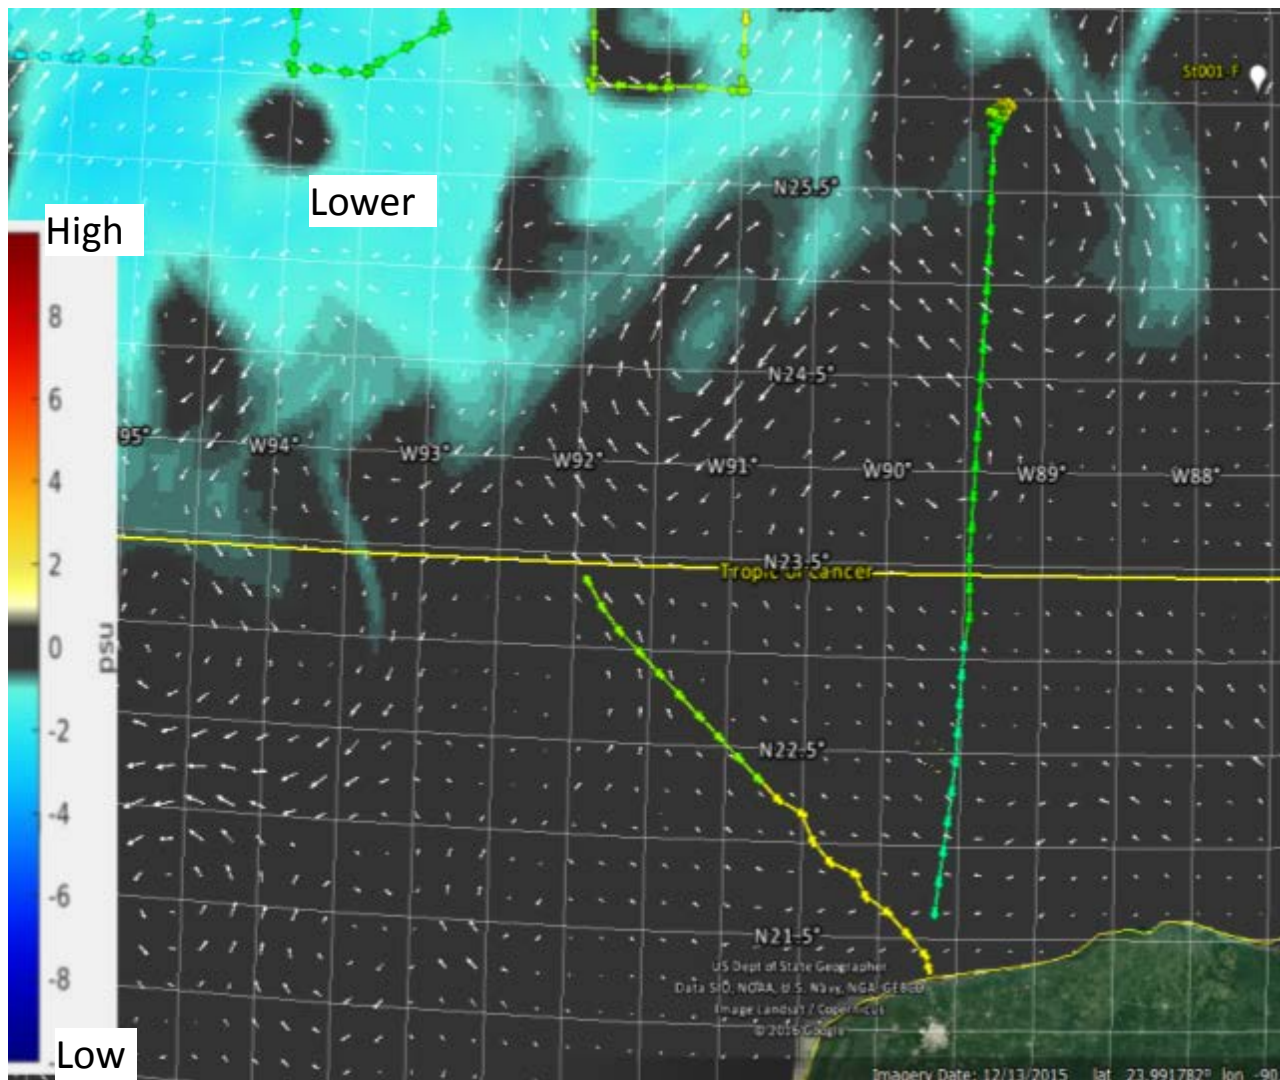 St001-F
N25.5°
Lower
High
8
6
4
2
0
-2
-4
-6
-8
psu
Low
N24.5°
95°
W94°
W93°
W92°
W91°
W90°
W89°
W88°
N23.5°
Tropic of Cancer
N22.5°
N21.5°
US Dept of State Geographer
Data SIO, NOAA, U.S. Navy, NGA, GEBCO
Image Landsat / Copernicus
© 2016 Google
Imagery Date: 12/13/2015 lat 23.991782° lon -90